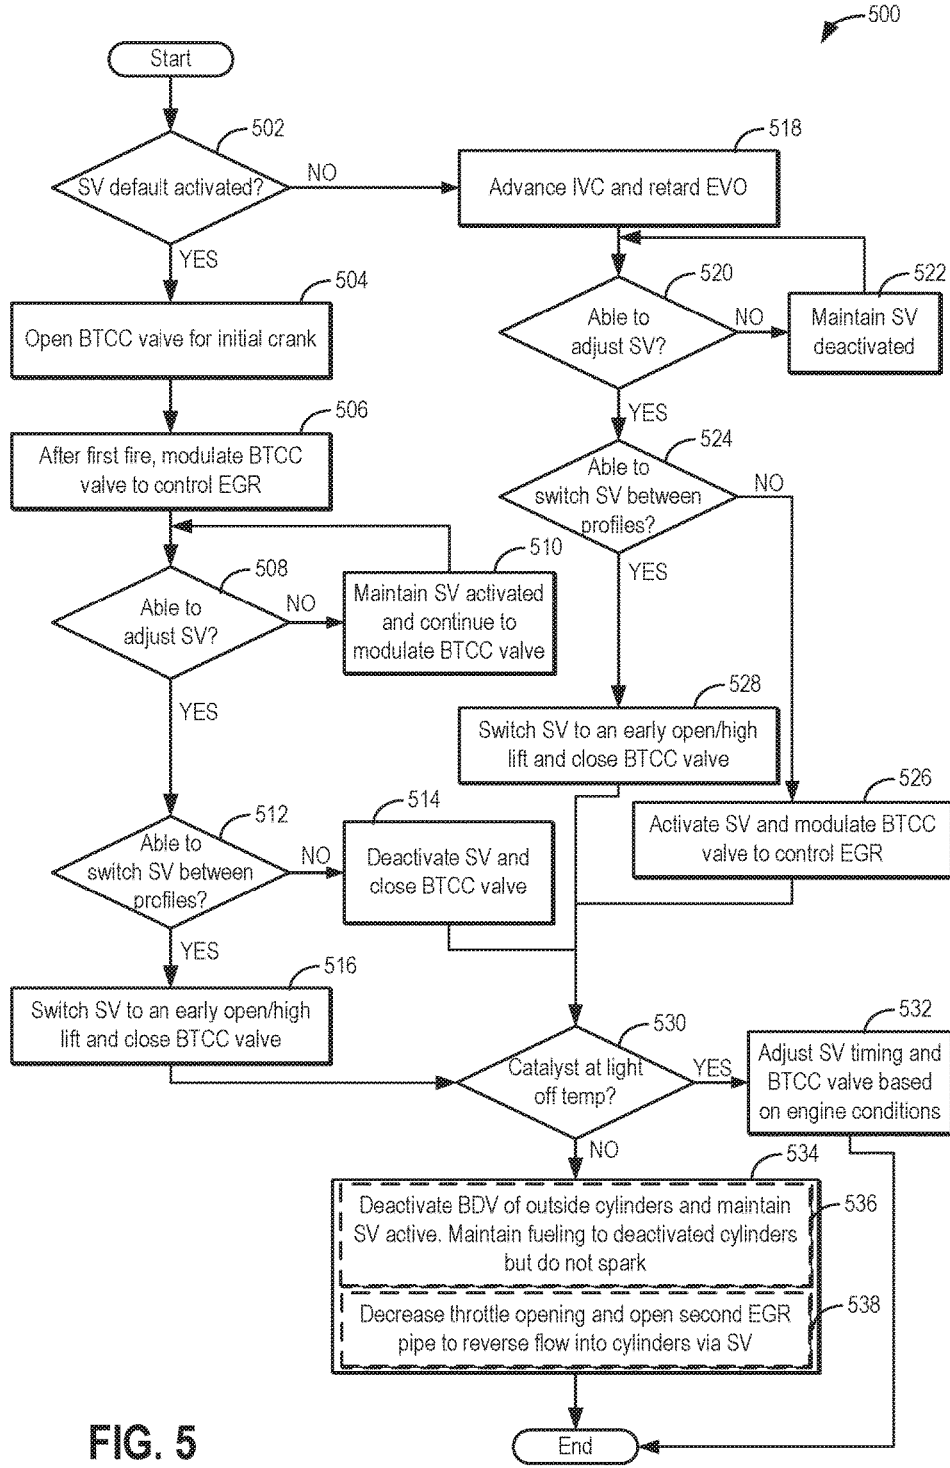 500
Start
502
SV default activated?
NO
YES
518
Advance IVC and retard EVO
504
Open BTCC valve for initial crank
520
Able to
adjust SV?
NO
YES
522
Maintain SV
deactivated
506
After first fire, modulate BTCC
valve to control EGR
524
Able to
switch SV between
profiles?
NO
YES
508
Able to
adjust SV?
NO
YES
510
Maintain SV activated
and continue to
modulate BTCC valve
528
Switch SV to an early open/high
lift and close BTCC valve
526
Activate SV and modulate BTCC
valve to control EGR
512
Able to
switch SV between
profiles?
NO
YES
514
Deactivate SV and
close BTCC valve
516
Switch SV to an early open/high
lift and close BTCC valve
530
Catalyst at light
off temp?
YES
NO
532
Adjust SV timing and
BTCC valve based
on engine conditions
534
Deactivate BDV of outside cylinders and maintain
SV active. Maintain fueling to deactivated cylinders
but do not spark
536
Decrease throttle opening and open second EGR
pipe to reverse flow into cylinders via SV
538
End
FIG. 5